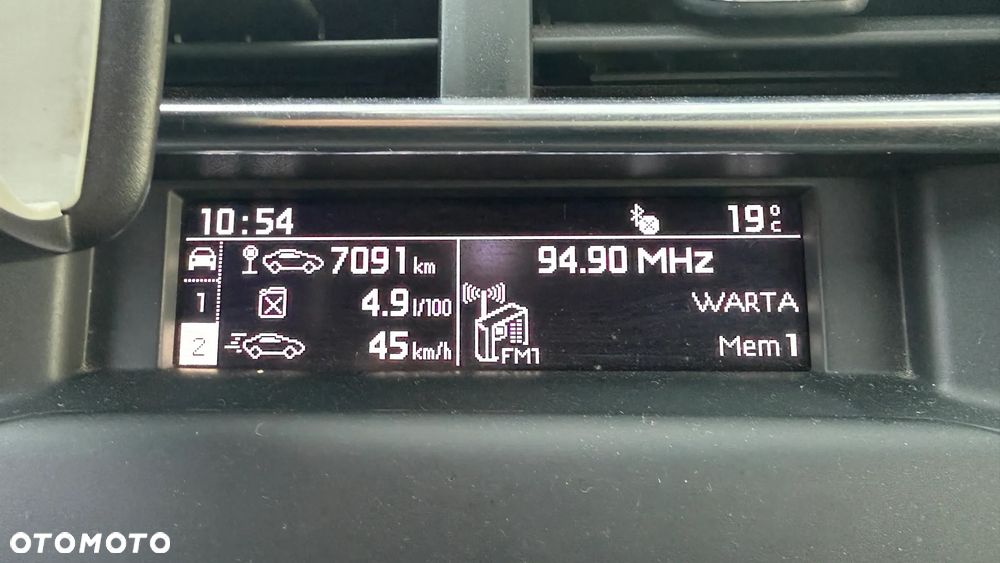 10:54 19 °C
7091 km 94.90 MHz
1 4.9 l/100 WARTA
2 45 km/h FM1 Mem 1
OTOMOTO